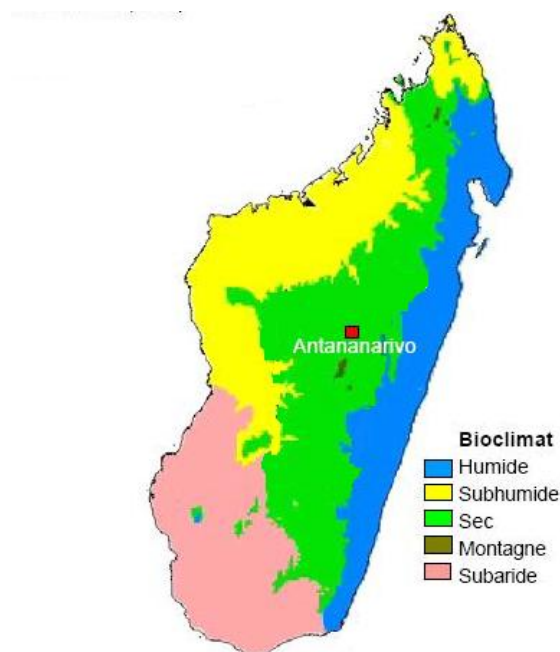 Antananarivo
Bioclimat
Humide
Subhumide
Sec
Montagne
Subaride